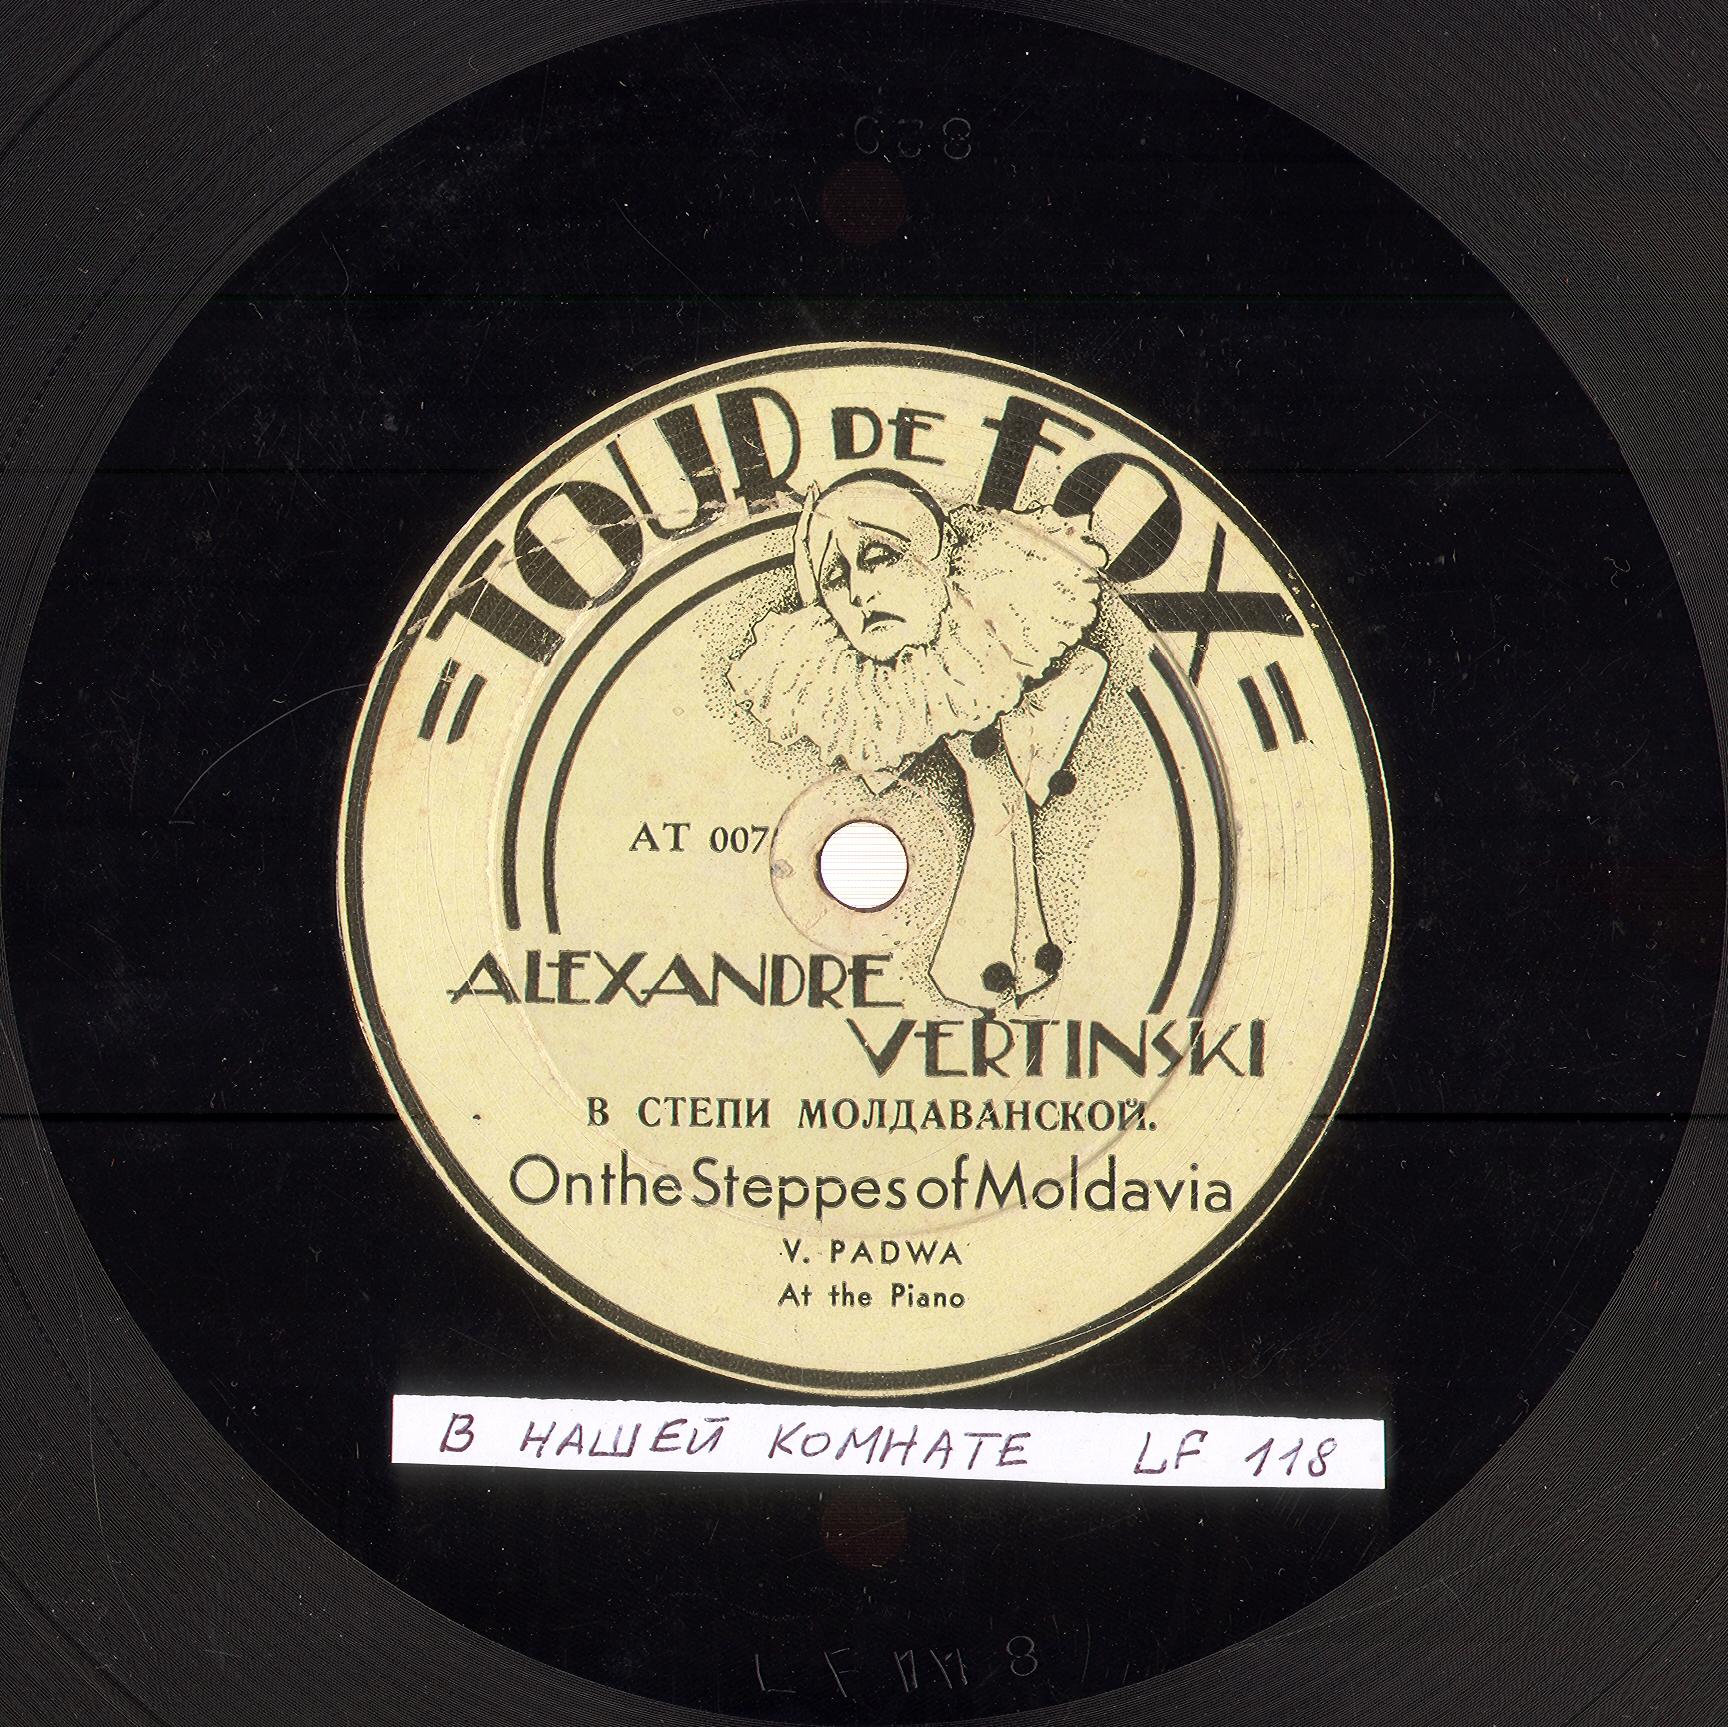 TOUR DE FOX
AT 007
ALEXANDRE
VERTINSKI
В СТЕПИ МОЛДАВАНСКОЙ.
On the Steppes of Moldavia
V. PADWA
At the Piano
В НАШЕЙ КОМНАТЕ LF 118